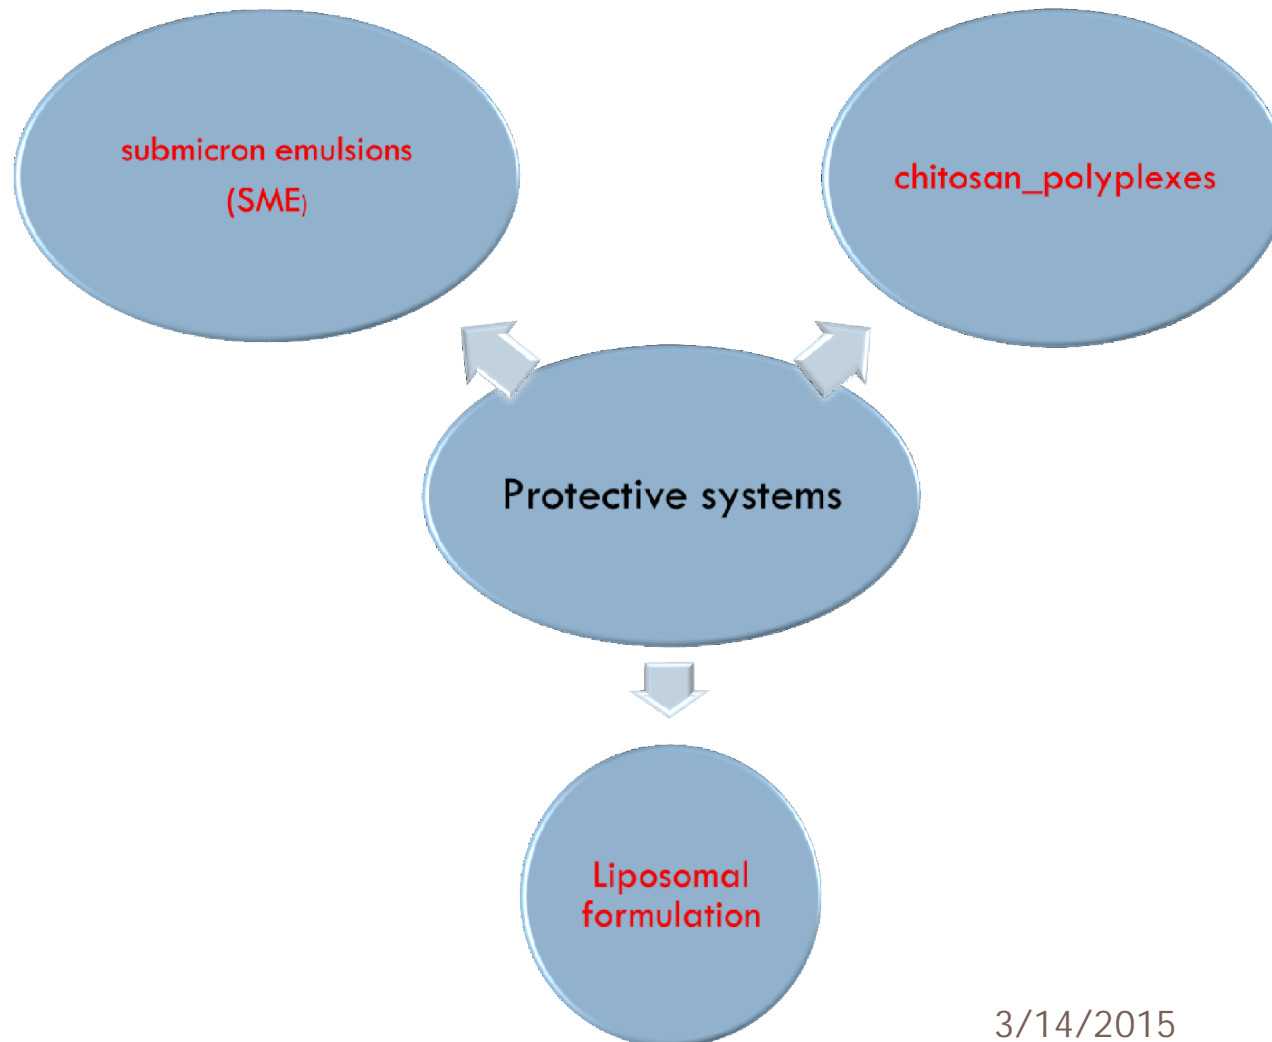 submicron emulsions
(SME)
chitosan_polyplexes
Protective systems
Liposomal
formulation
3/14/2015